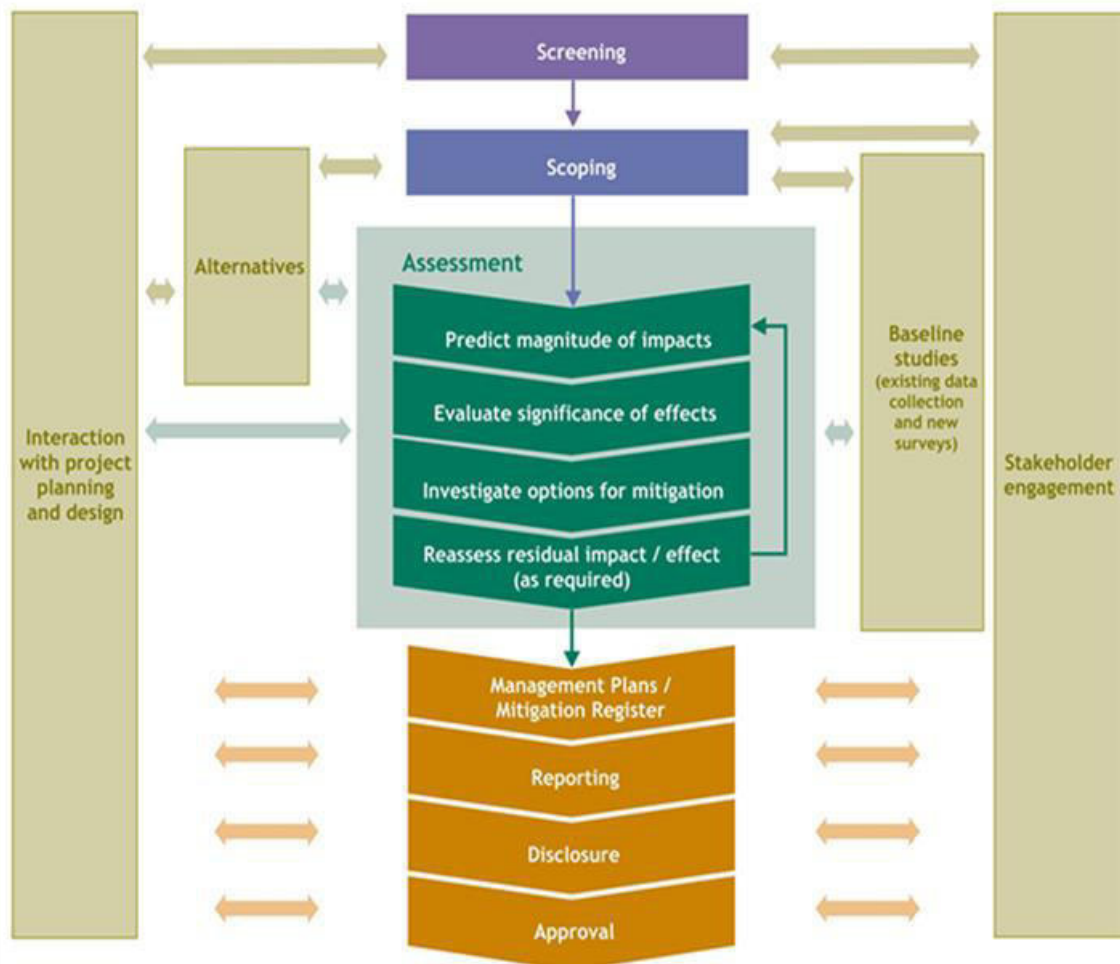 Screening
Scoping
Alternatives
Assessment
Predict magnitude of impacts
Evaluate significance of effects
Investigate options for mitigation
Reassess residual impact / effect
(as required)
Baseline
studies
(existing data
collection
and new
surveys)
Interaction
with project
planning
and design
Stakeholder
engagement
Management Plans /
Mitigation Register
Reporting
Disclosure
Approval